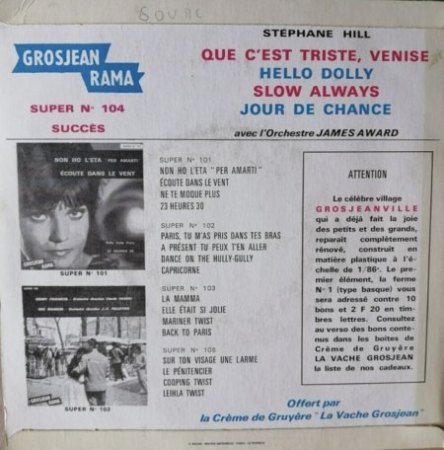 BOURC
STÉPHANE HILL
QUE C'EST TRISTE, VENISE
HELLO DOLLY
SLOW ALWAYS
JOUR DE CHANCE
avec l'Orchestre JAMES AWARD
GROSJEAN
RAMA
SUPER N° 104
SUCCÈS
NON HO L'ETA "PER AMARTI"
ÉCOUTE DANS LE VENT
SUPER N° 101
SUPER N° 102
SUPER N° 101
NON HO L'ETA "PER AMARTI"
ÉCOUTE DANS LE VENT
NE TE MOQUE PLUS
23 HEURES 30
SUPER N° 102
PARIS, TU M'AS PRIS DANS TES BRAS
A PRÉSENT TU PEUX T'EN ALLER
DANCE ON THE HULLY-GULLY
CAPRICORNE
SUPER N° 103
LA MAMMA
ELLE ÉTAIT SI JOLIE
MARINER TWIST
BACK TO PARIS
SUPER N° 105
SUR TON VISAGE UNE LARME
LE PÉNITENCIER
COOPING TWIST
LEIHLA TWIST
ATTENTION
Le célèbre village
GROSJEANVILLE
qui a déjà fait la joie
des petits et des grands,
reparaît complètement
rénové, construit en
matière plastique à l'é-
chelle de 1/86e. Le pre-
mier élément, la ferme
N° 1 (type basque) vous
sera adressé contre 10
bons et 2 F 20 en tim-
bres lettres. Consultez
au verso des bons conte-
nus dans les boites de
Crème de Gruyère
LA VACHE GROSJEAN
la liste de nos cadeaux.
Offert par
la Crème de Gruyère "La Vache Grosjean"